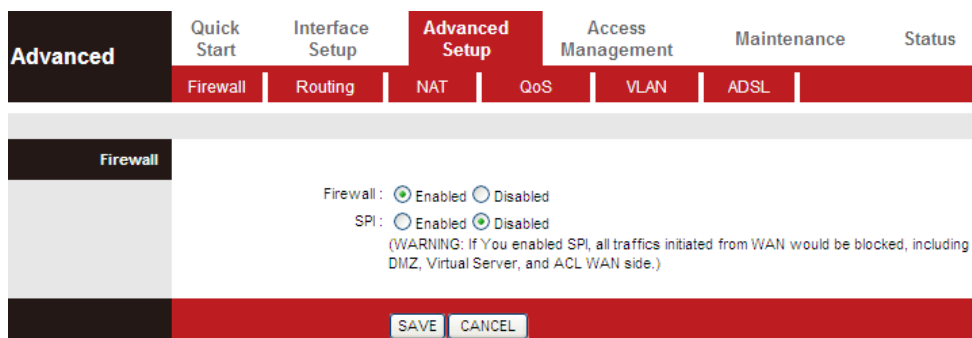 Advanced
Quick Start
Interface Setup
Advanced Setup
Access Management
Maintenance
Status
Firewall
Routing
NAT
QoS
VLAN
ADSL
Firewall
Firewall : Enabled Disabled
SPI : Enabled Disabled
(WARNING: If You enabled SPI, all traffics initiated from WAN would be blocked, including
DMZ, Virtual Server, and ACL WAN side.)
SAVE CANCEL